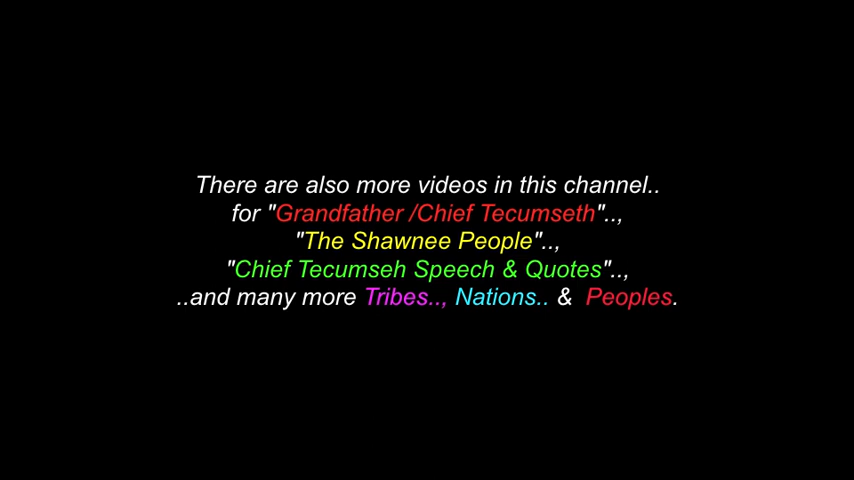 There are also more videos in this channel..
for "Grandfather /Chief Tecumseth"..,
"The Shawnee People"..,
"Chief Tecumseh Speech & Quotes"..,
..and many more Tribes.., Nations.. &  Peoples.